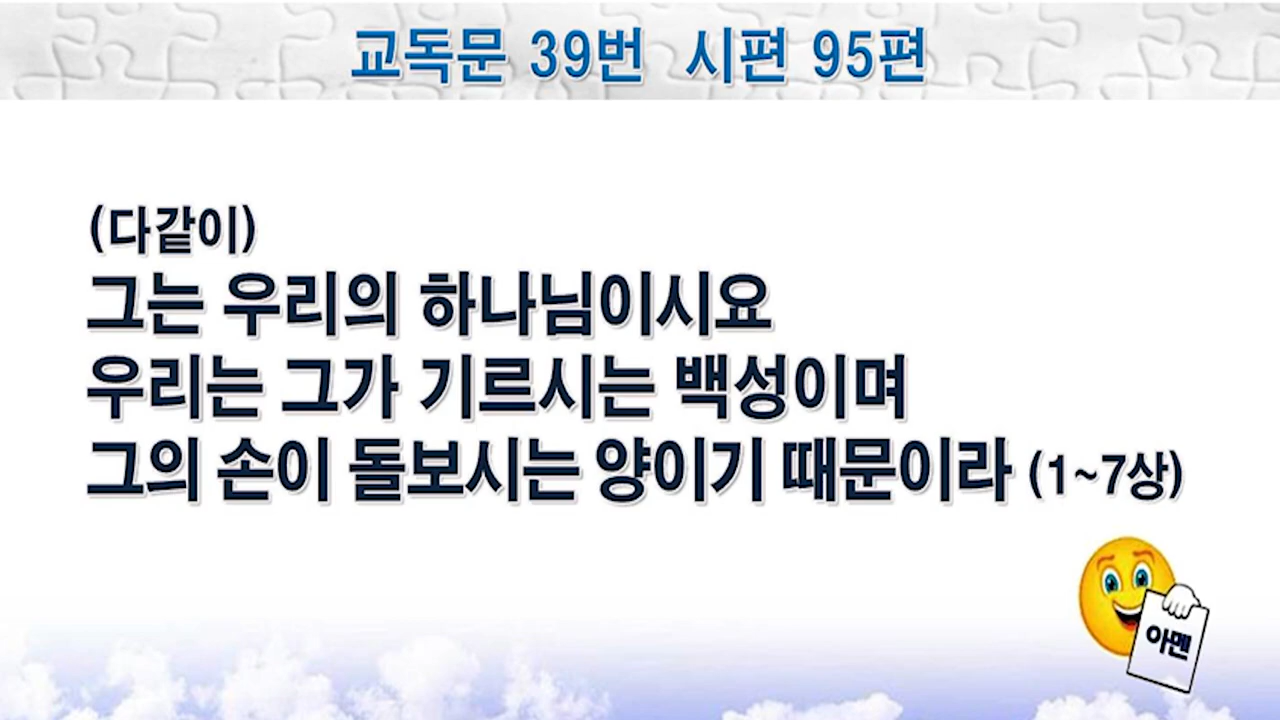 교독문 39번 시편 95편
(다같이)
그는 우리의 하나님이시요
우리는 그가 기르시는 백성이며
그의 손이 돌보시는 양이기 때문이라 (1~7상)
아멘